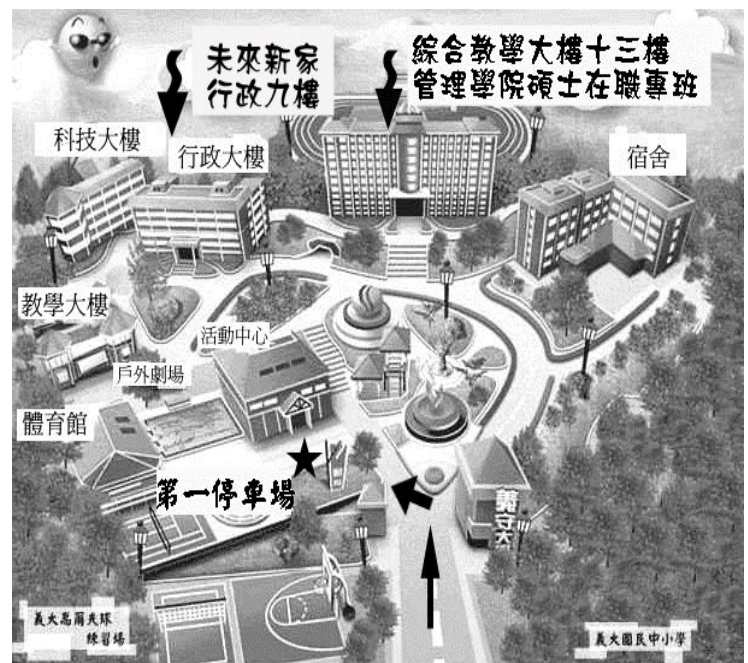 未來新家
行政九樓
綜合教學大樓十三樓
管理學院碩士在職專班
科技大樓
行政大樓
宿舍
教學大樓
活動中心
戶外劇場
體育館
第一停車場
義守大
義大高爾夫球
練習場
義大國民中小學